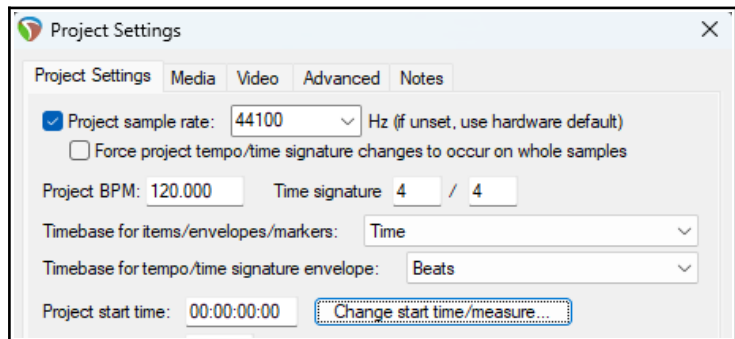 Project Settings
Project Settings Media Video Advanced Notes
Project sample rate: 44100 Hz (if unset, use hardware default)
Force project tempo/time signature changes to occur on whole samples
Project BPM: 120.000 Time signature 4 / 4
Timebase for items/envelopes/markers: Time
Timebase for tempo/time signature envelope: Beats
Project start time: 00:00:00:00 Change start time/measure...